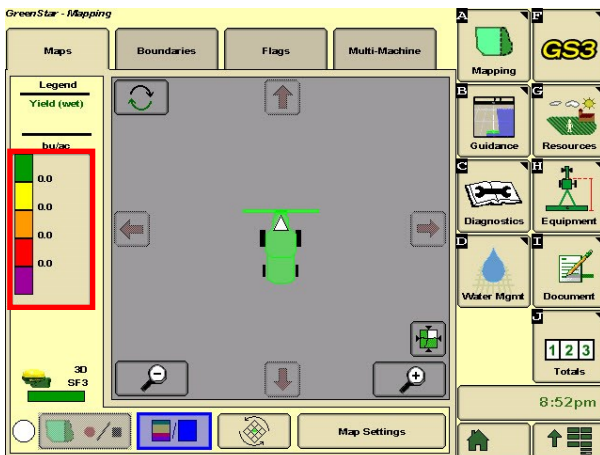 GreenStar - Mapping
Maps
Boundaries
Flags
Multi-Machine
Legend
Yield (wet)
bu/ac
0.0
0.0
0.0
0.0
3D
SF3
Map Settings
A
Mapping
F
GS3
B
Guidance
G
Resources
C
Diagnostics
H
Equipment
D
Water Mgmt
I
Document
J
1 2 3
Totals
8:52pm